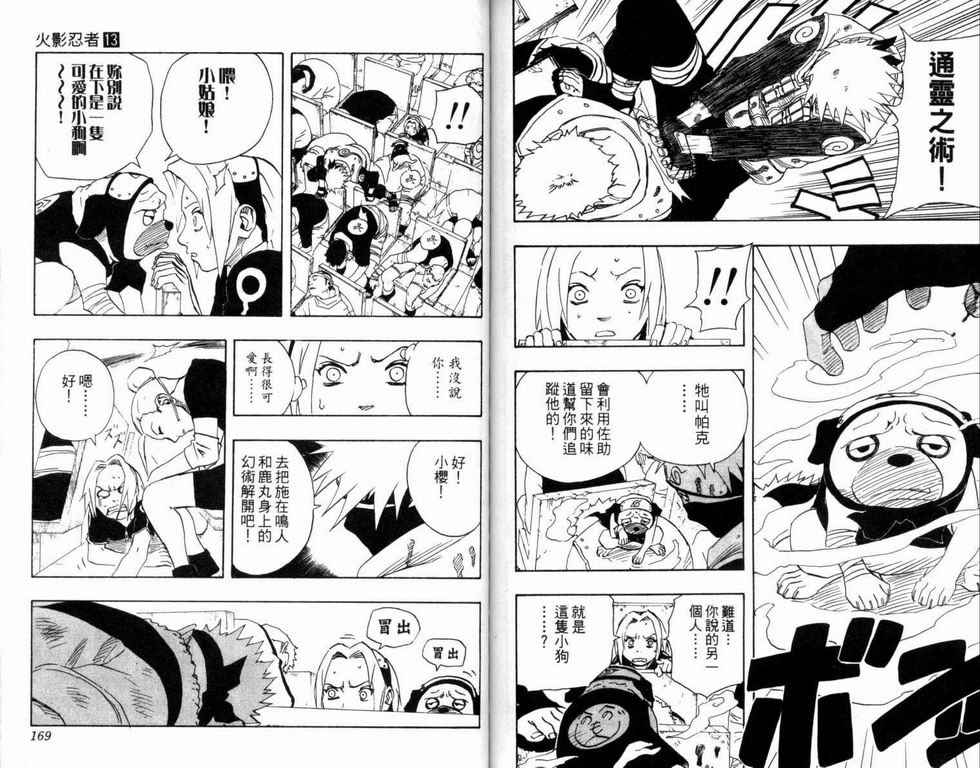 通靈之術！
ボン
!!
牠叫帕克
……
會利用佐助
留下來的味
道幫你們追
蹤他的！
難道…
你說的另一
個人……
就是
這隻小狗
……？
火影忍者13
!!
喂！
小姑娘！
妳別說
在下是一隻
可愛的小狗啊
～～～！
我沒說
你……
長得很可
愛啊……
好！
小櫻！
去把施在鳴人
和鹿丸身上的
幻術解開吧！
嗯……
好！
冒出
冒出
169